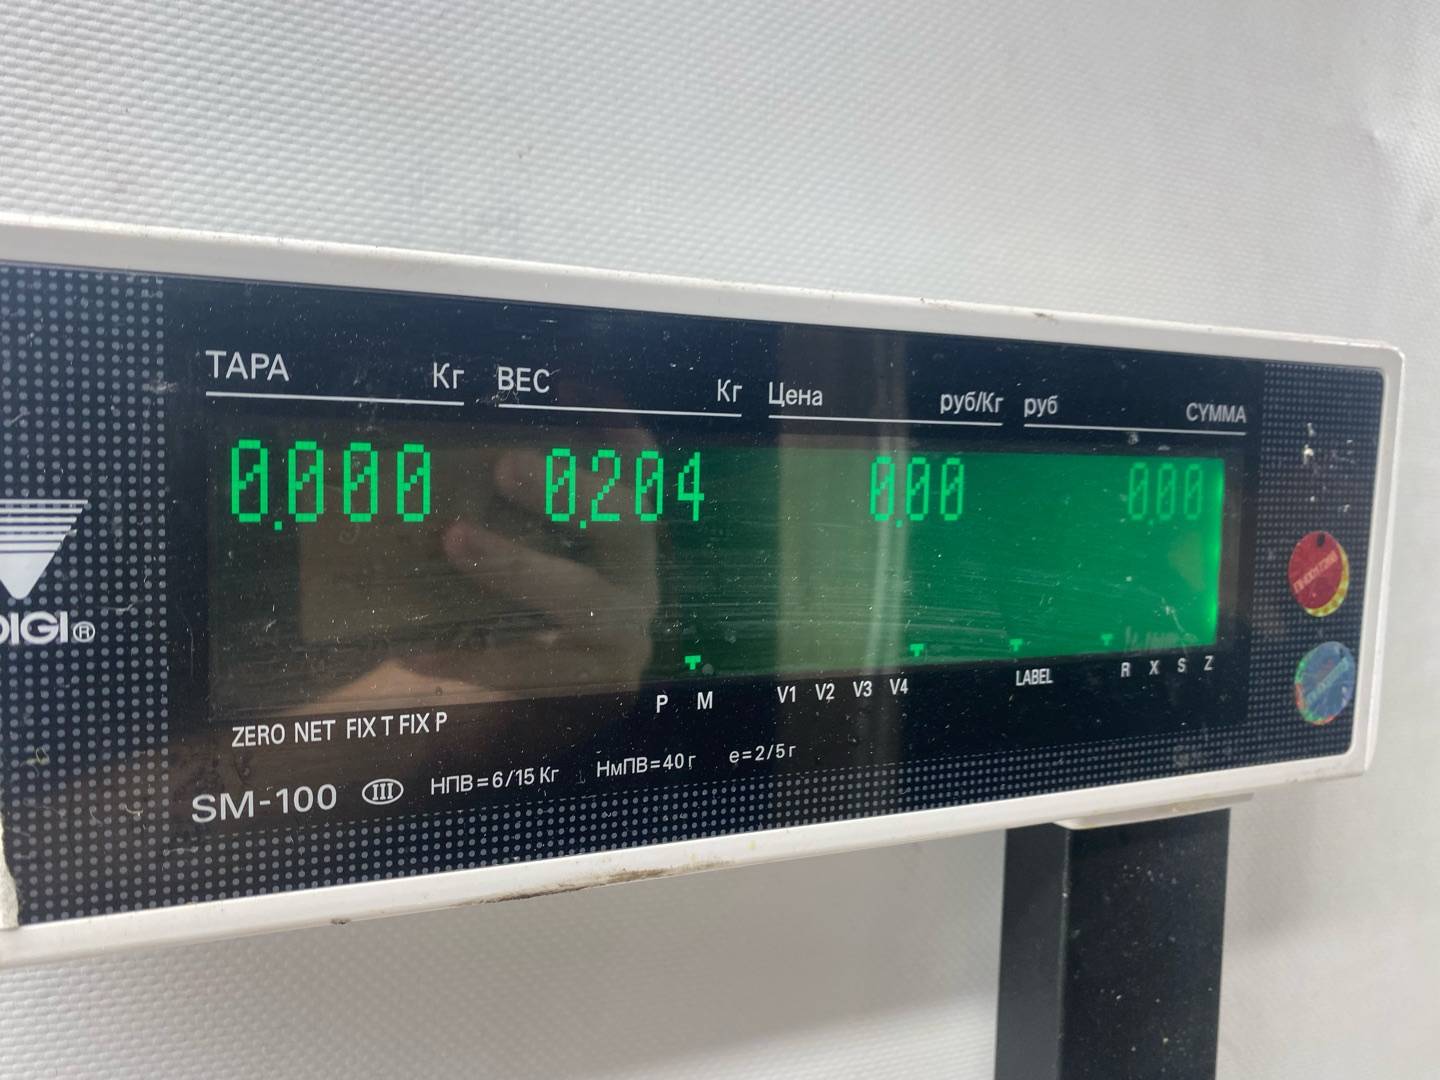 ТАРА Кг ВЕС Кг Цена руб/Кг руб СУММА
0.000 0.204 0.00 0.00
DIGI®
P M V1 V2 V3 V4 LABEL R X S Z
ZERO NET FIX T FIX P
SM-100 III НПВ=6/15 Кг НмПВ=40 г e=2/5 г